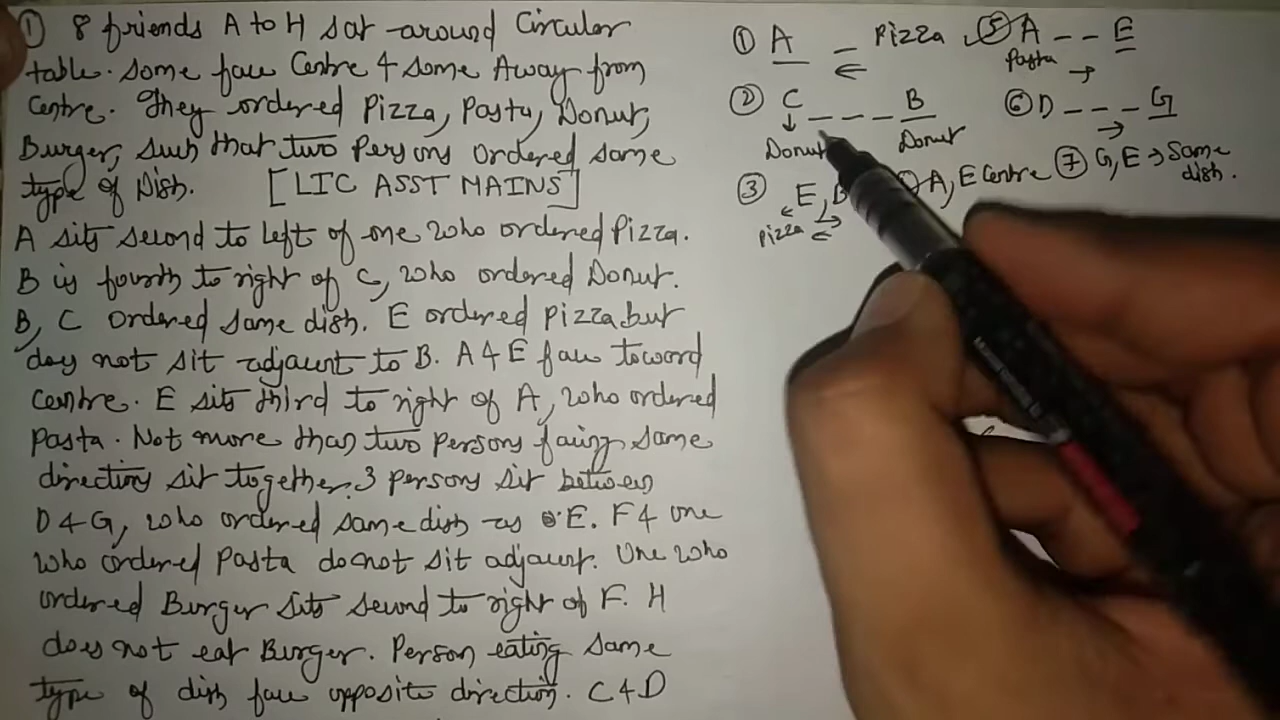 ① 8 friends A to H sat around Circular
table. Some face Centre & some Away from
Centre. They ordered Pizza, Pasta, Donut,
Burger, such that two Persons ordered same
type of Dish. [LIC ASST MAINS]
A sits second to left of one who ordered Pizza.
B is fourth to right of C, who ordered Donut.
B, C ordered same dish. E ordered pizza but
does not sit adjacent to B. A & E face toward
centre. E sits third to right of A, who ordered
Pasta. Not more than two persons facing same
directions sit together. 3 persons sit between
D & G, who ordered same dish as E. F & one
who ordered Pasta do not sit adjacent. One who
ordered Burger sits second to right of F. H
does not eat Burger. Person eating same
type of dish face opposite direction. C & D
① A _ Pizza
② C _ _ _ B
Donut Donut
③ E, B
Pizza
A, E Centre
⑤ A _ _ E
Pasta
⑥ D _ _ _ G
⑦ G, E → Same
dish.